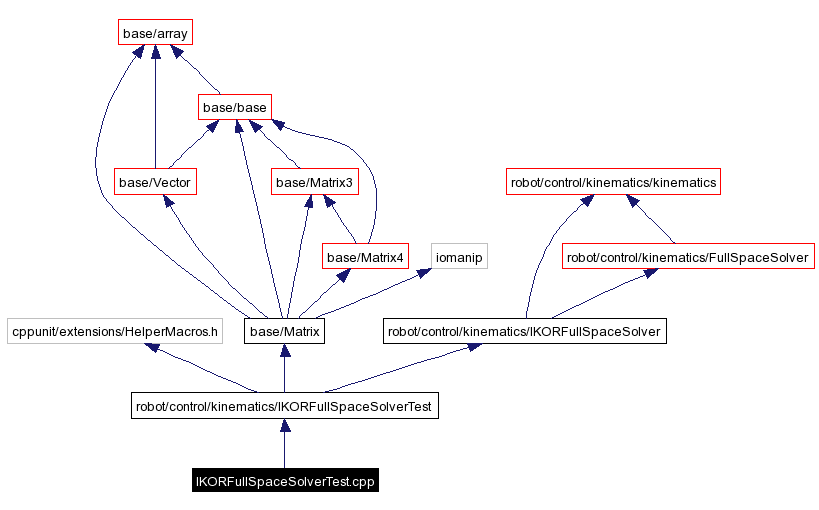 base/array
base/base
base/Vector
base/Matrix3
robot/control/kinematics/kinematics
base/Matrix4
iomanip
robot/control/kinematics/FullSpaceSolver
cppunit/extensions/HelperMacros.h
base/Matrix
robot/control/kinematics/IKORFullSpaceSolver
robot/control/kinematics/IKORFullSpaceSolverTest
IKORFullSpaceSolverTest.cpp